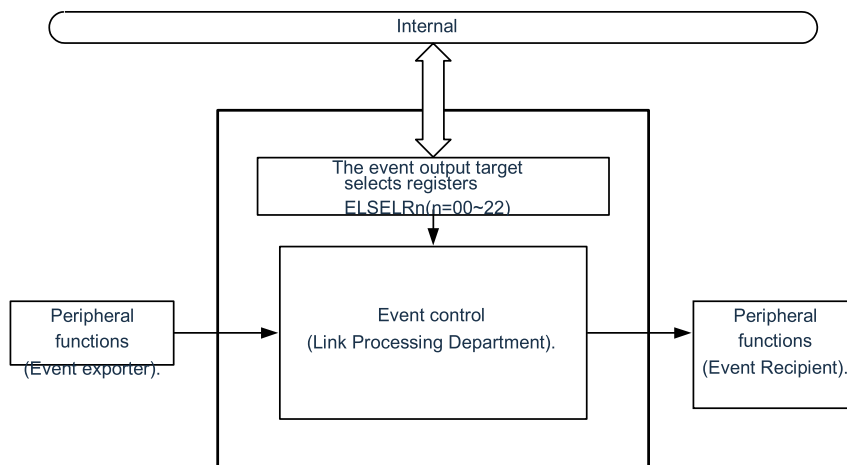 Internal
The event output target
selects registers
ELSELRn(n=00~22)
Event control
(Link Processing Department).
Peripheral
functions
(Event exporter).
Peripheral
functions
(Event Recipient).